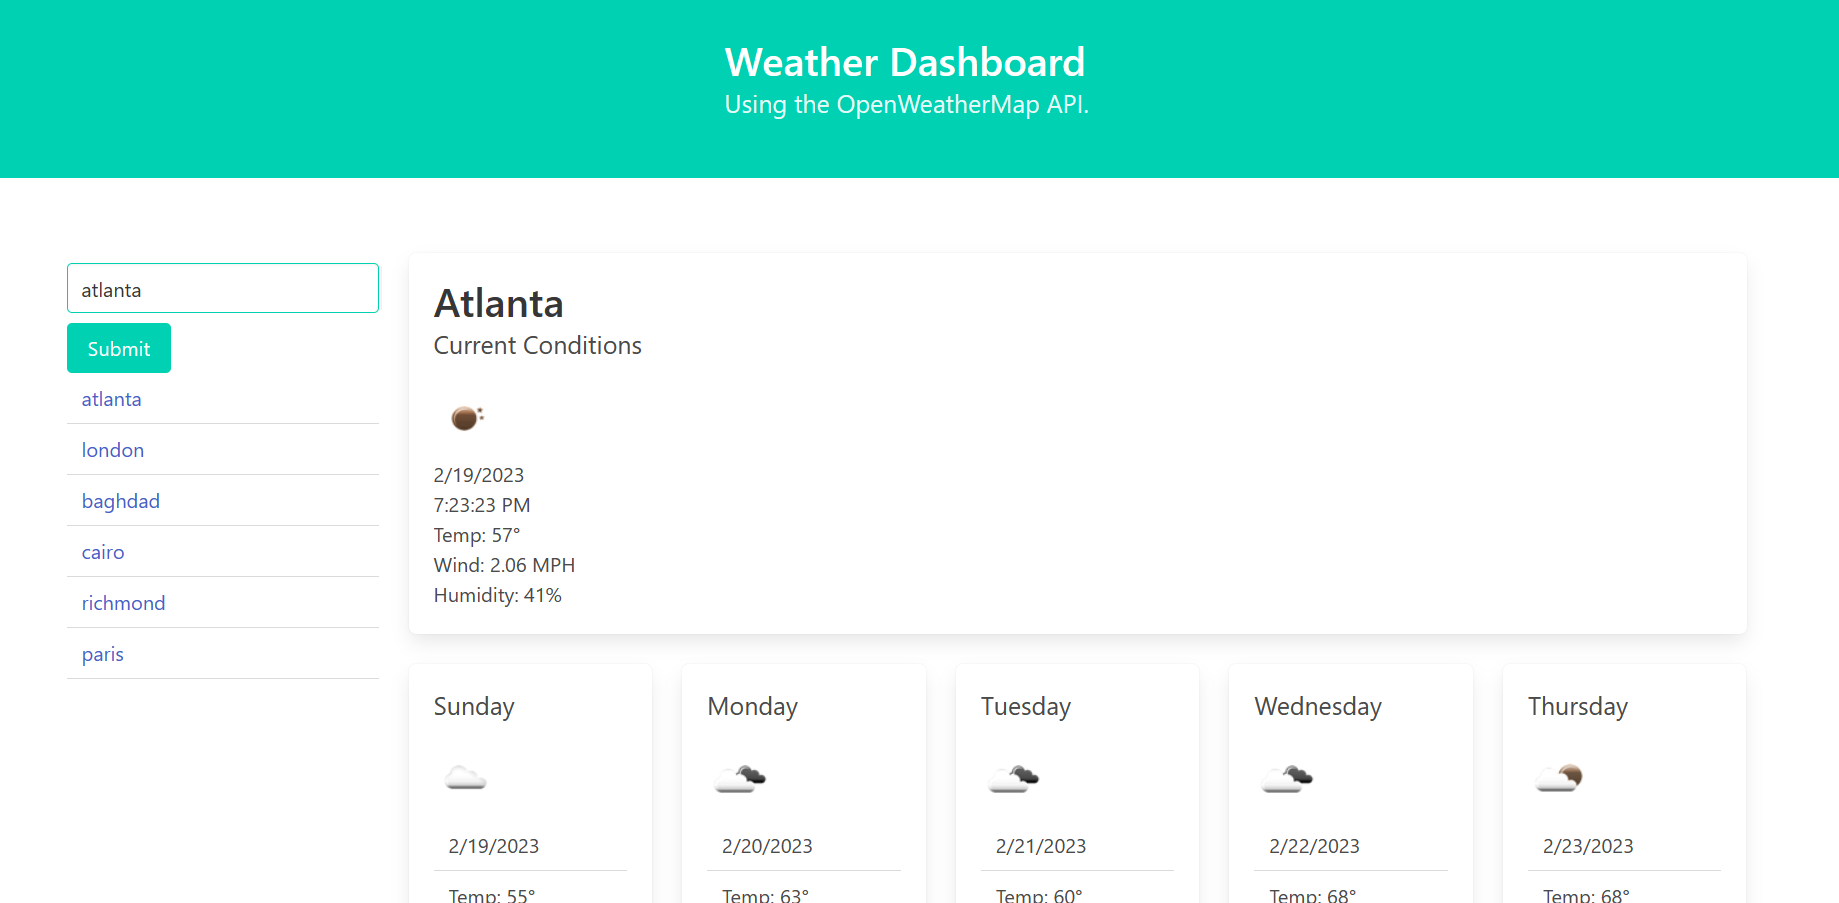 Weather Dashboard
Using the OpenWeatherMap API.
atlanta
Submit
atlanta
london
baghdad
cairo
richmond
paris
Atlanta
Current Conditions
2/19/2023
7:23:23 PM
Temp: 57°
Wind: 2.06 MPH
Humidity: 41%
Sunday
2/19/2023
Temp: 55°
Monday
2/20/2023
Temp: 63°
Tuesday
2/21/2023
Temp: 60°
Wednesday
2/22/2023
Temp: 68°
Thursday
2/23/2023
Temp: 68°